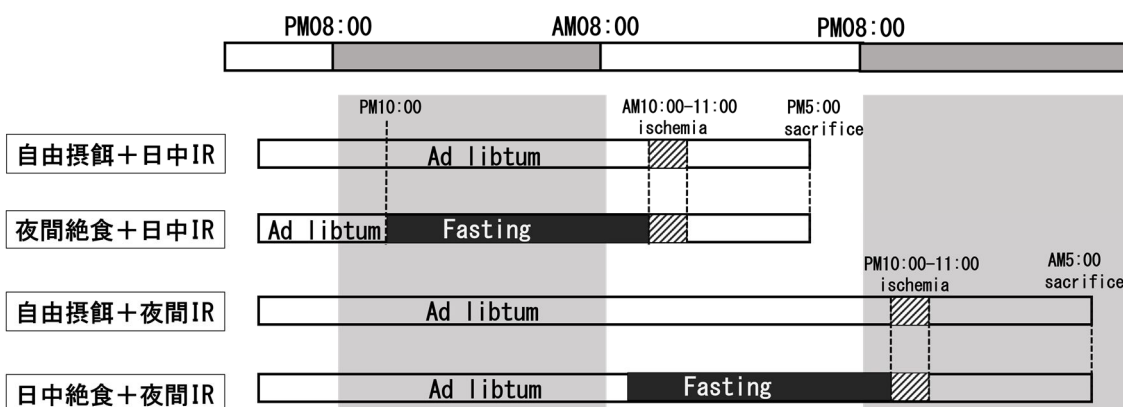 PM08:00 AM08:00 PM08:00
PM10:00 AM10:00-11:00 PM5:00
ischemia sacrifice
自由摂餌＋日中IR Ad libtum
夜間絶食＋日中IR Ad libtum Fasting
PM10:00-11:00 AM5:00
ischemia sacrifice
自由摂餌＋夜間IR Ad libtum
日中絶食＋夜間IR Ad libtum Fasting